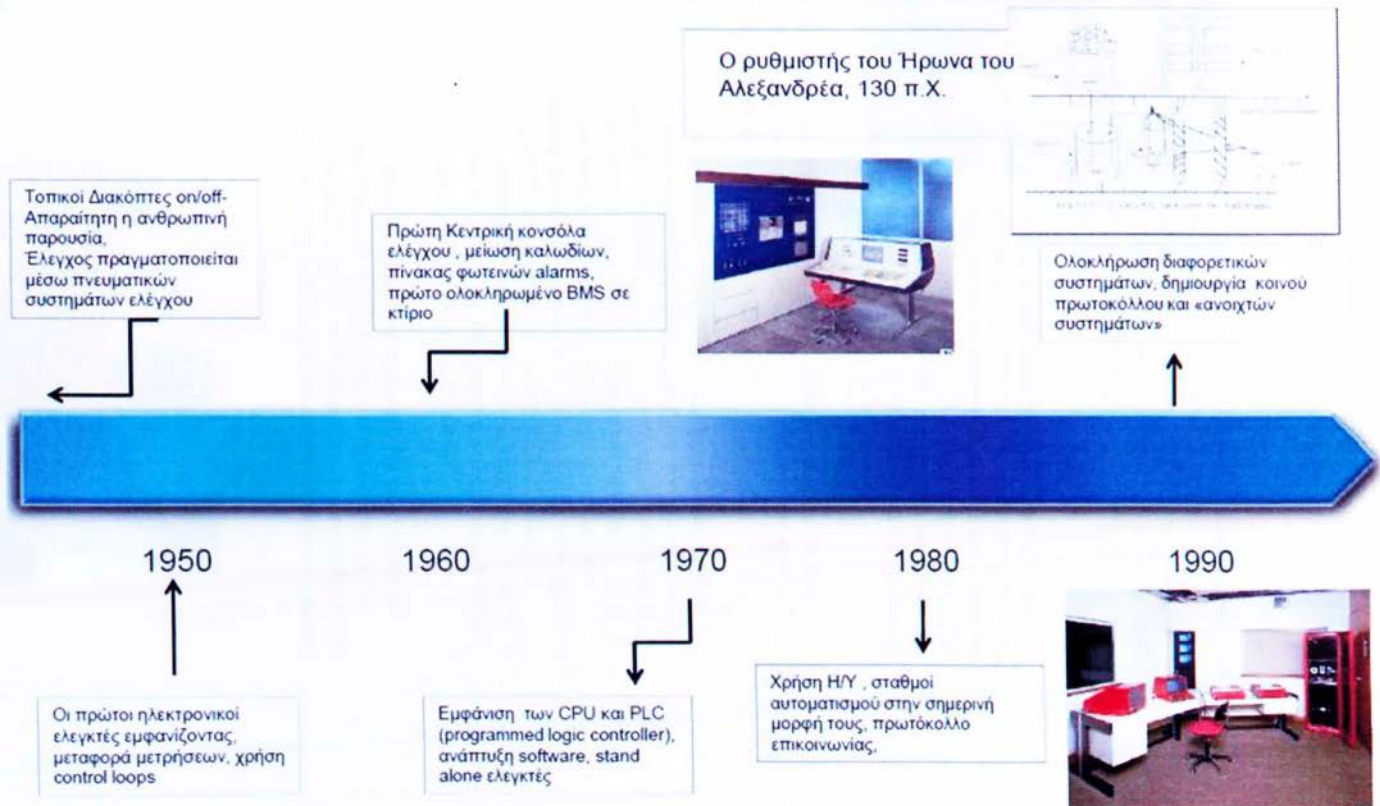 Ο ρυθμιστής του Ήρωνα του
Αλεξανδρέα, 130 π.Χ.
Τοπικοί Διακόπτες on/off-
Απαραίτητη η ανθρωπινή
παρουσία,
Έλεγχος πραγματοποιείται
μέσω πνευματικών
συστημάτων ελέγχου
Πρώτη Κεντρική κονσόλα
ελέγχου , μείωση καλωδίων,
πίνακας φωτεινών alarms,
πρώτο ολοκληρωμένο BMS σε
κτίριο
Ολοκλήρωση διαφορετικών
συστημάτων, δημιουργία κοινού
πρωτοκόλλου και «ανοιχτών
συστημάτων»
1950
1960
1970
1980
1990
Οι πρώτοι ηλεκτρονικοί
ελεγκτές εμφανίζοντας,
μεταφορά μετρήσεων, χρήση
control loops
Εμφάνιση των CPU και PLC
(programmed logic controller),
ανάπτυξη software, stand
alone ελεγκτές
Χρήση Η/Υ , σταθμοί
αυτοματισμού στην σημερινή
μορφή τους, πρωτόκολλο
επικοινωνίας,